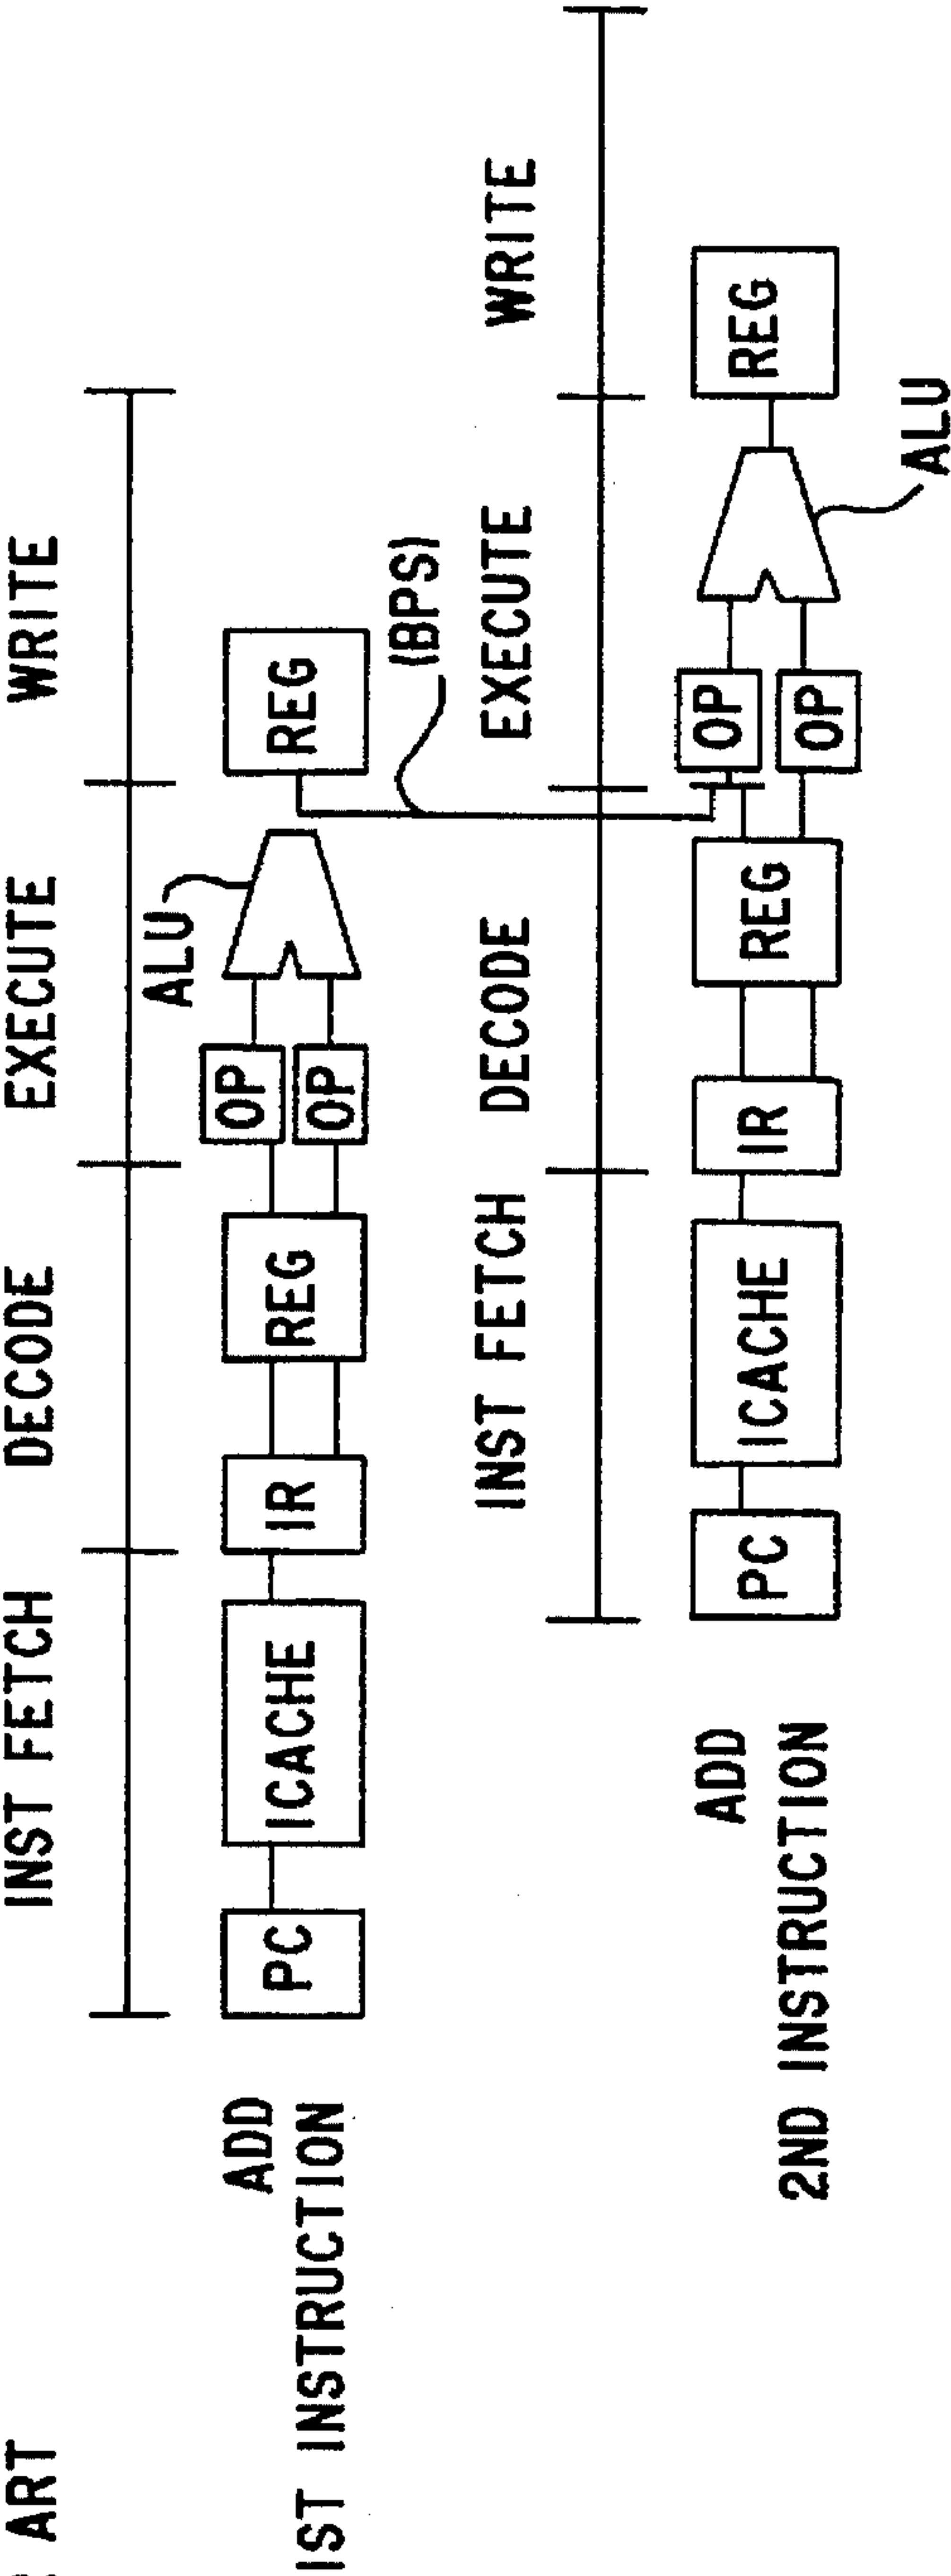 ART
INST FETCH DECODE EXECUTE WRITE
ALU
ADD
1ST INSTRUCTION
PC ICACHE IR REG OP OP REG
(BPS)
INST FETCH DECODE EXECUTE WRITE
ADD
2ND INSTRUCTION
PC ICACHE IR REG OP OP REG
ALU